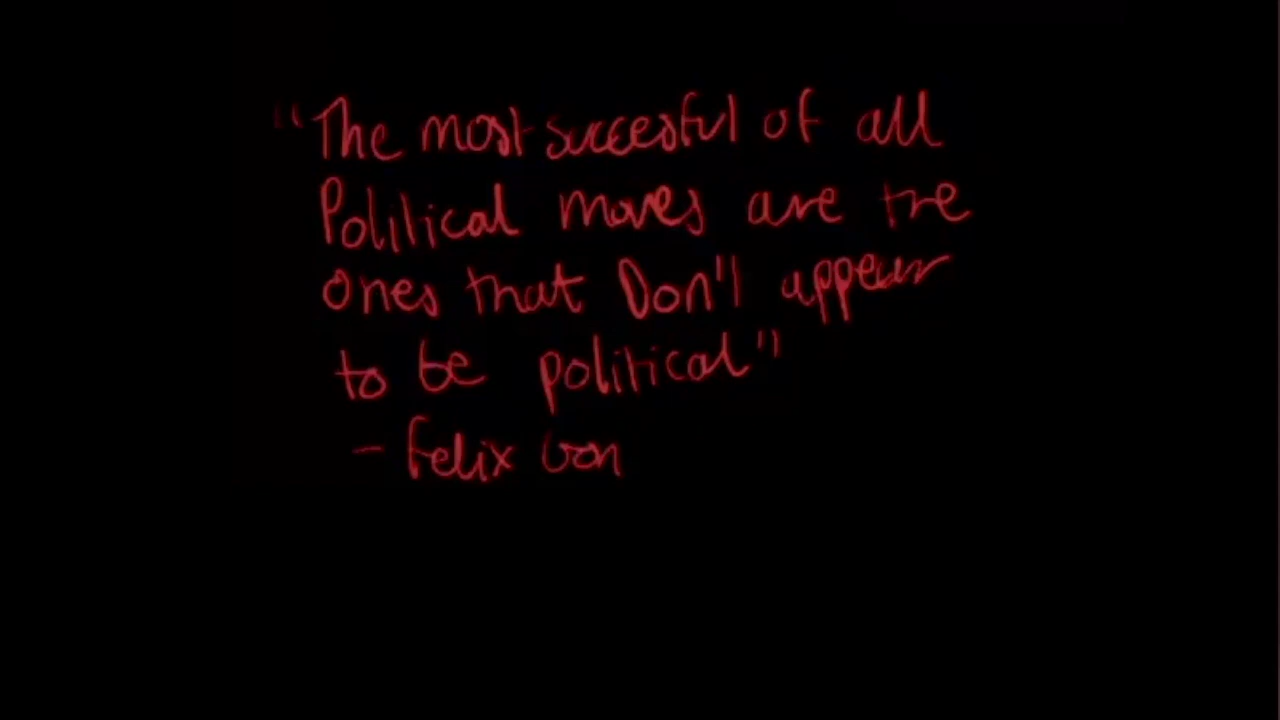 "The most succesful of all
Political moves are the
ones that Don't appear
to be political"
- Felix von